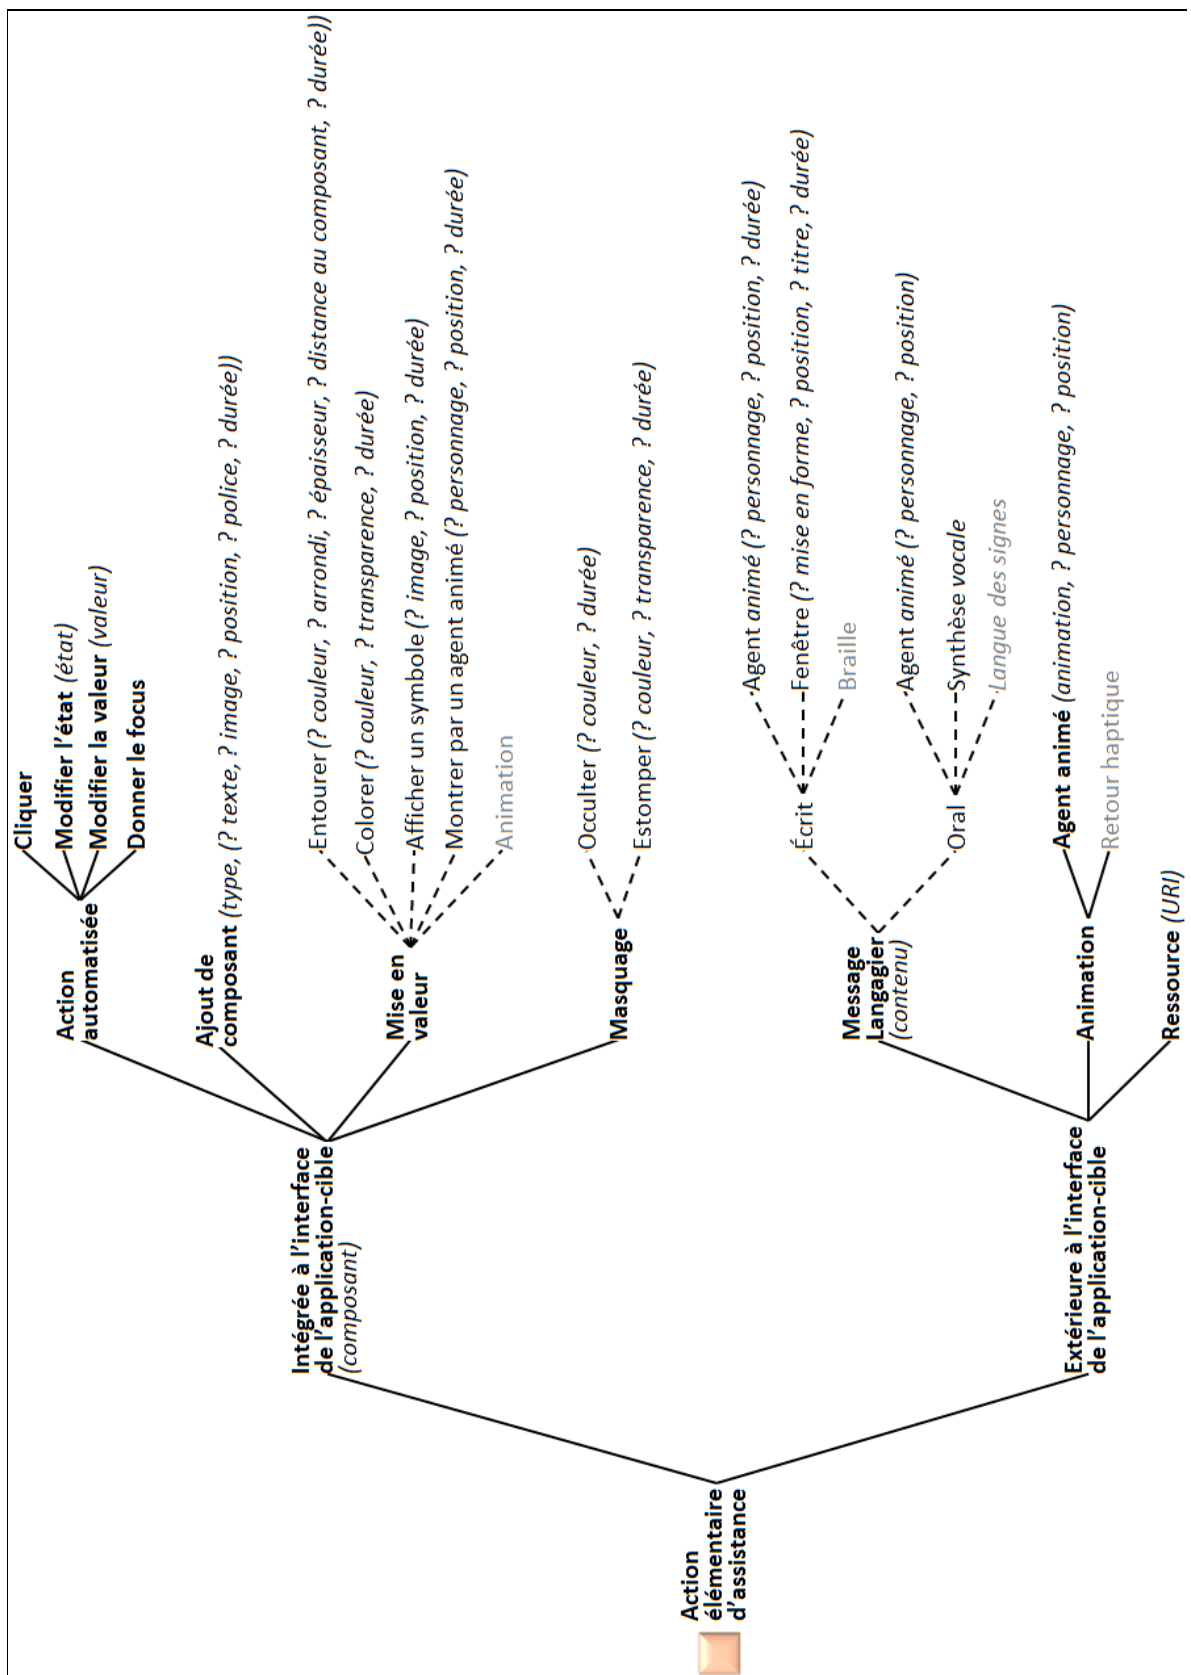 Action
élémentaire
d'assistance
Intégrée à l'interface
de l'application-cible
(composant)
Action
automatisée
Cliquer
Modifier l'état (état)
Modifier la valeur (valeur)
Donner le focus
Ajout de
composant (type, (? texte, ? image, ? position, ? police, ? durée))
Mise en
valeur
Entourer (? couleur, ? arrondi, ? épaisseur, ? distance au composant, ? durée))
Colorer (? couleur, ? transparence, ? durée)
Afficher un symbole (? image, ? position, ? durée)
Montrer par un agent animé (? personnage, ? position, ? durée)
Animation
Masquage
Occulter (? couleur, ? durée)
Estomper (? couleur, ? transparence, ? durée)
Extérieure à l'interface
de l'application-cible
Message
Langagier
(contenu)
Écrit
Agent animé (? personnage, ? position, ? durée)
Fenêtre (? mise en forme, ? position, ? titre, ? durée)
Braille
Oral
Agent animé (? personnage, ? position)
Synthèse vocale
Langue des signes
Animation
Agent animé (animation, ? personnage, ? position)
Retour haptique
Ressource (URI)